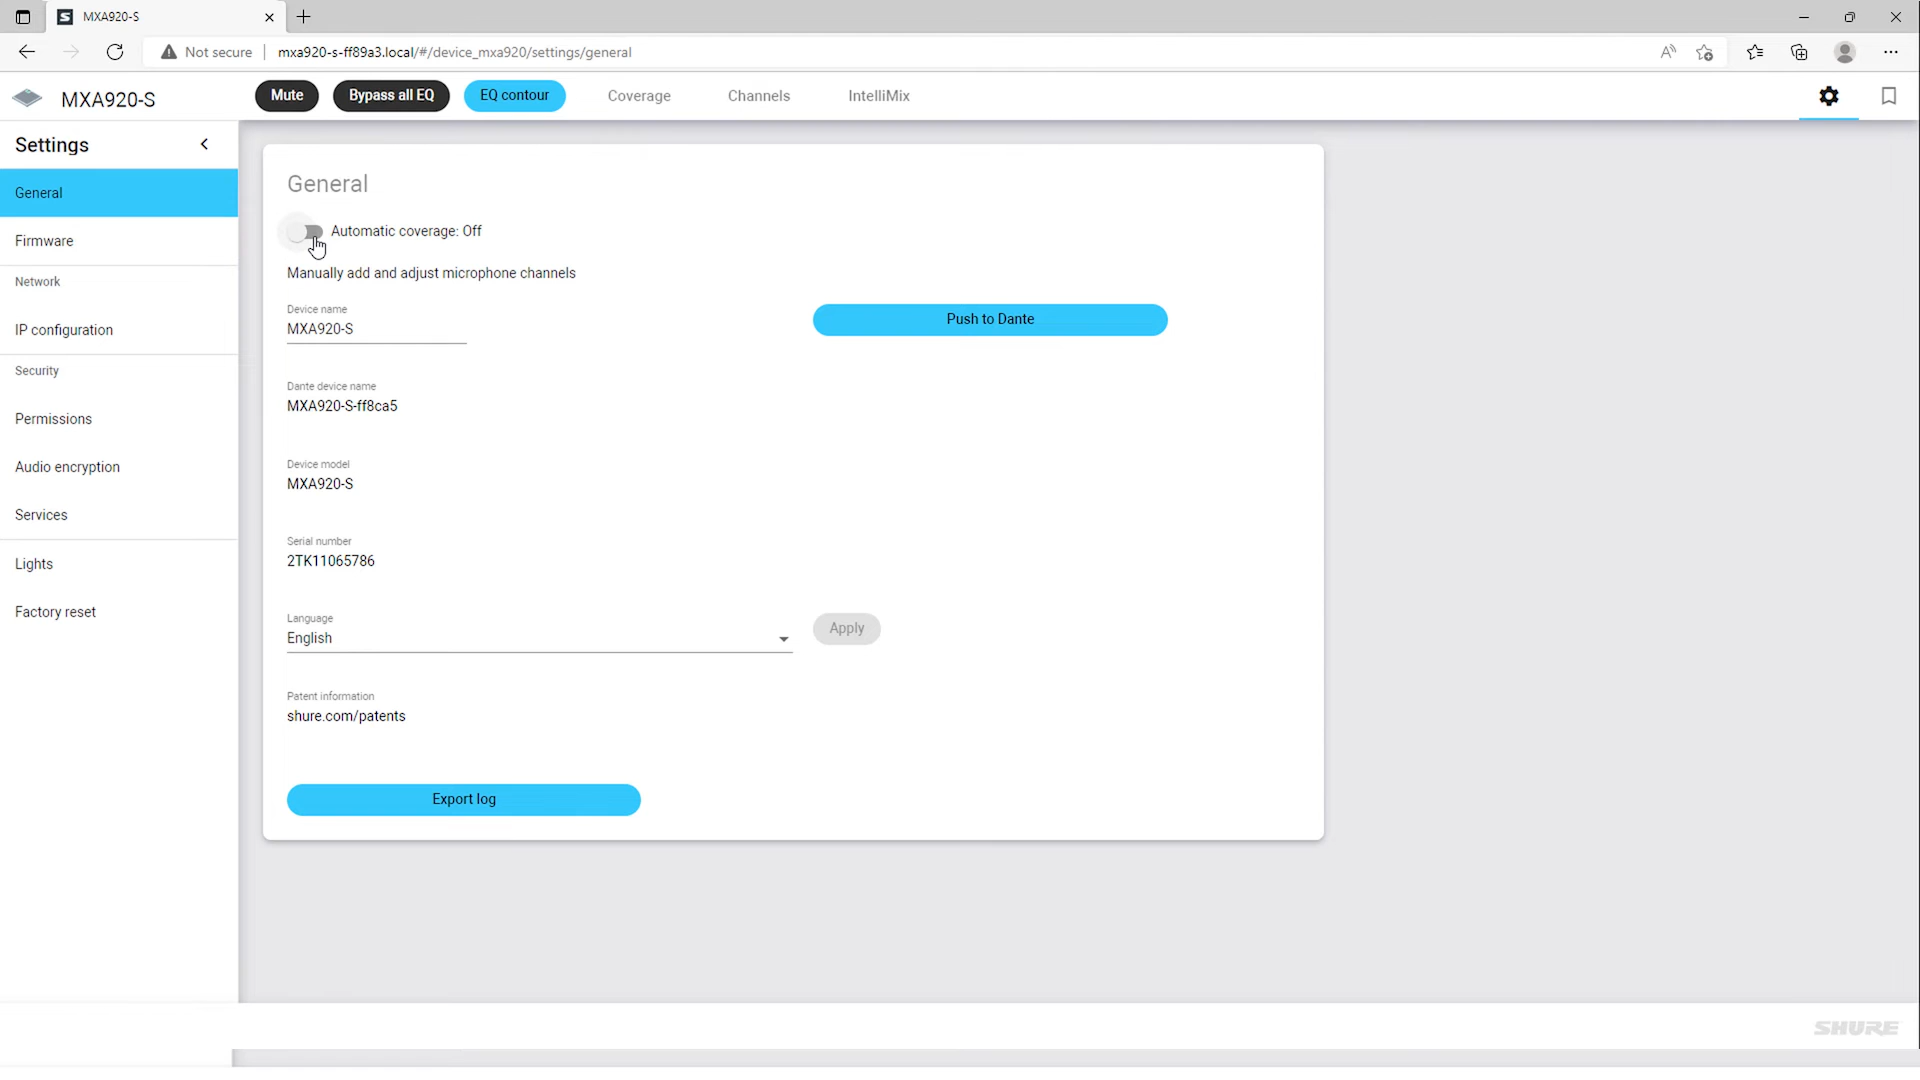 MXA920-S
Not secure
mxa920-s-ff89a3.local/#/device_mxa920/settings/general
MXA920-S
Mute
Bypass all EQ
EQ contour
Coverage
Channels
IntelliMix
Settings
General
Firmware
Network
IP configuration
Security
Permissions
Audio encryption
Services
Lights
Factory reset
General
Automatic coverage: Off
Manually add and adjust microphone channels
Device name
MXA920-S
Push to Dante
Dante device name
MXA920-S-ff8ca5
Device model
MXA920-S
Serial number
2TK11065786
Language
English
Apply
Patent information
shure.com/patents
Export log
SHURE